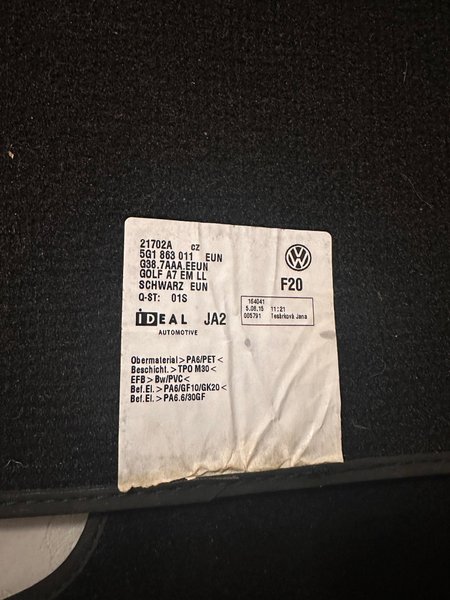 21702A CZ
5G1 863 011 EUN
G38.7AAA.EEUN
GOLF A7 EM LL
SCHWARZ EUN
Q-ST: 01S
iDEAL JA2
AUTOMOTIVE
VW
F20
164041
5.08.15 11:21
005791 Tesárková Jana
Obermaterial>PA6/PET<
Beschicht.>TPO M30<
EFB>Bw/PVC<
Bef.El.>PA6/GF10/GK20<
Bef.El.>PA6.6/30GF